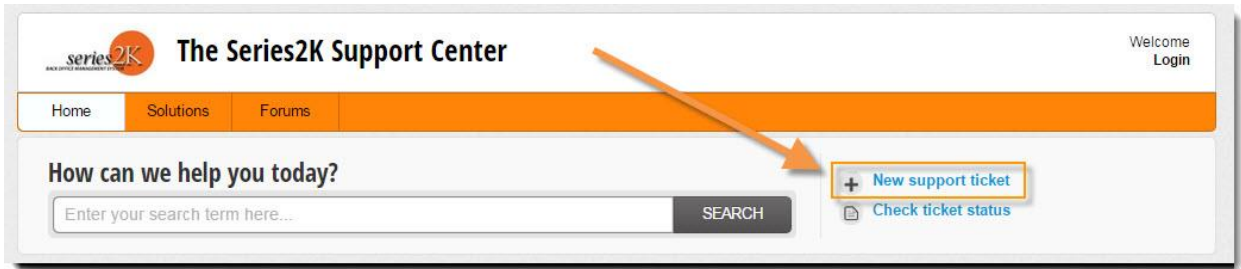 series2K
The Series2K Support Center
Welcome
Login
Home Solutions Forums
How can we help you today?
Enter your search term here...
SEARCH
New support ticket
Check ticket status